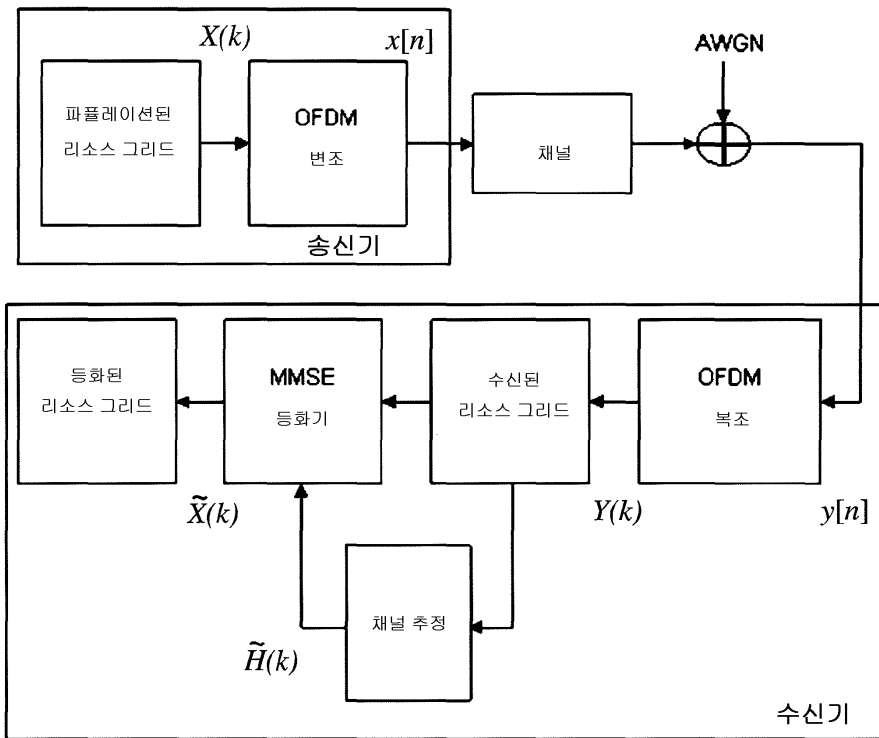 X(k)
x[n]
AWGN
파퓰레이션된
리소스 그리드
OFDM
변조
채널
송신기
등화된
리소스 그리드
MMSE
등화기
수신된
리소스 그리드
OFDM
복조
X̃(k)
Y(k)
y[n]
채널 추정
H̃(k)
수신기